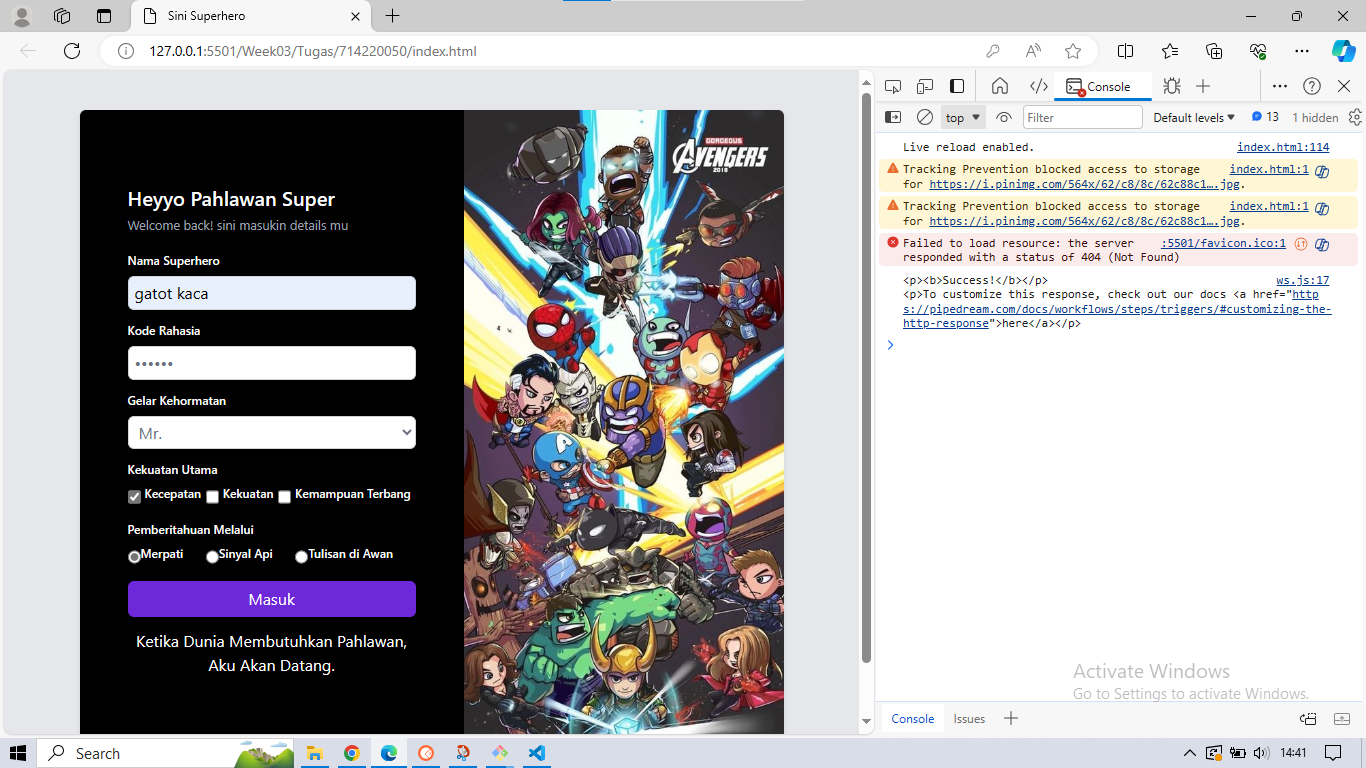 Sini Superhero
127.0.0.1:5501/Week03/Tugas/714220050/index.html
GORGEOUS
AVENGERS
2018
Heyyo Pahlawan Super
Welcome back! sini masukin details mu
Nama Superhero
gatot kaca
Kode Rahasia
••••••
Gelar Kehormatan
Mr.
Kekuatan Utama
Kecepatan Kekuatan Kemampuan Terbang
Pemberitahuan Melalui
Merpati Sinyal Api Tulisan di Awan
Masuk
Ketika Dunia Membutuhkan Pahlawan,
Aku Akan Datang.
Console
top Filter Default levels 13 1 hidden
Live reload enabled. index.html:114
Tracking Prevention blocked access to storage index.html:1
for https://i.pinimg.com/564x/62/c8/8c/62c88c1….jpg.
Tracking Prevention blocked access to storage index.html:1
for https://i.pinimg.com/564x/62/c8/8c/62c88c1….jpg.
Failed to load resource: the server :5501/favicon.ico:1
responded with a status of 404 (Not Found)
<p><b>Success!</b></p> ws.js:17
<p>To customize this response, check out our docs <a href="http
s://pipedream.com/docs/workflows/steps/triggers/#customizing-the-
http-response">here</a></p>
Activate Windows
Go to Settings to activate Windows.
Console Issues
Search
14:41